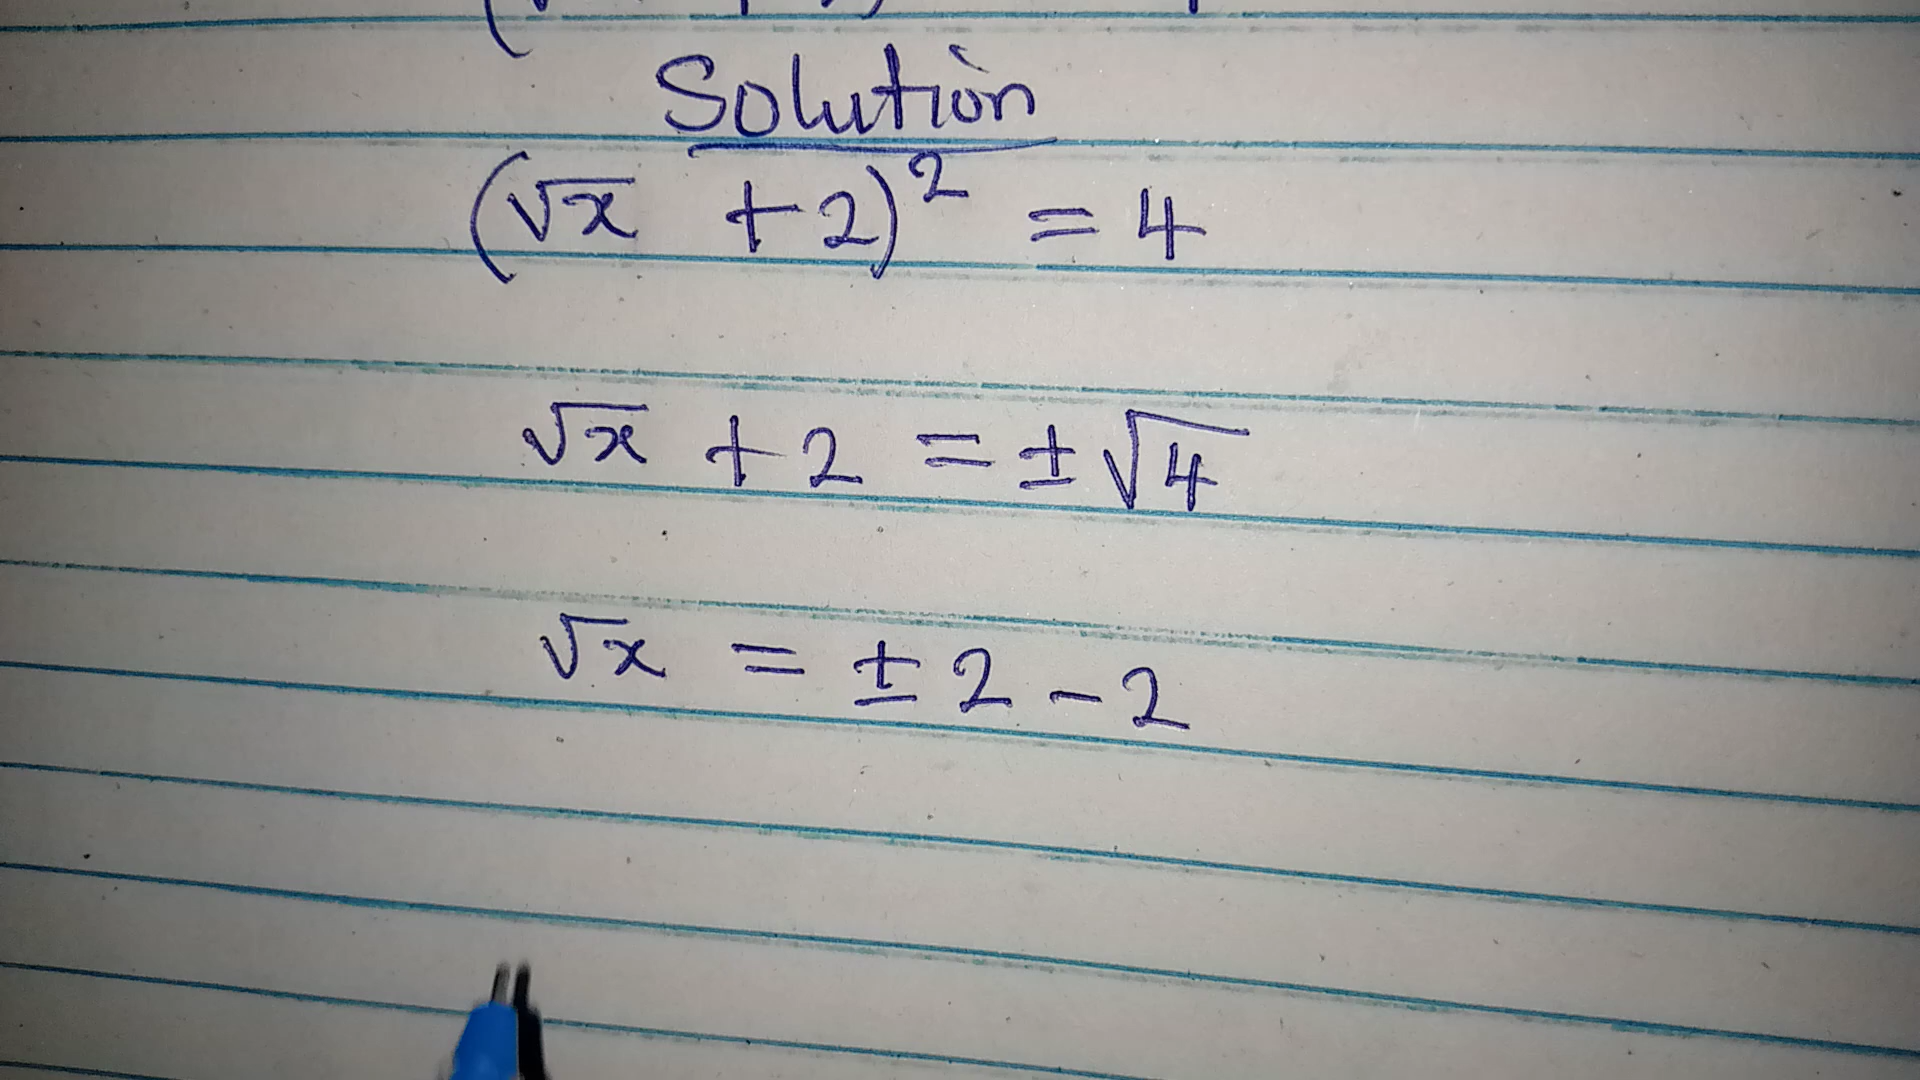 Solution
(√x + 2)² = 4
√x + 2 = ± √4
√x = ± 2 - 2